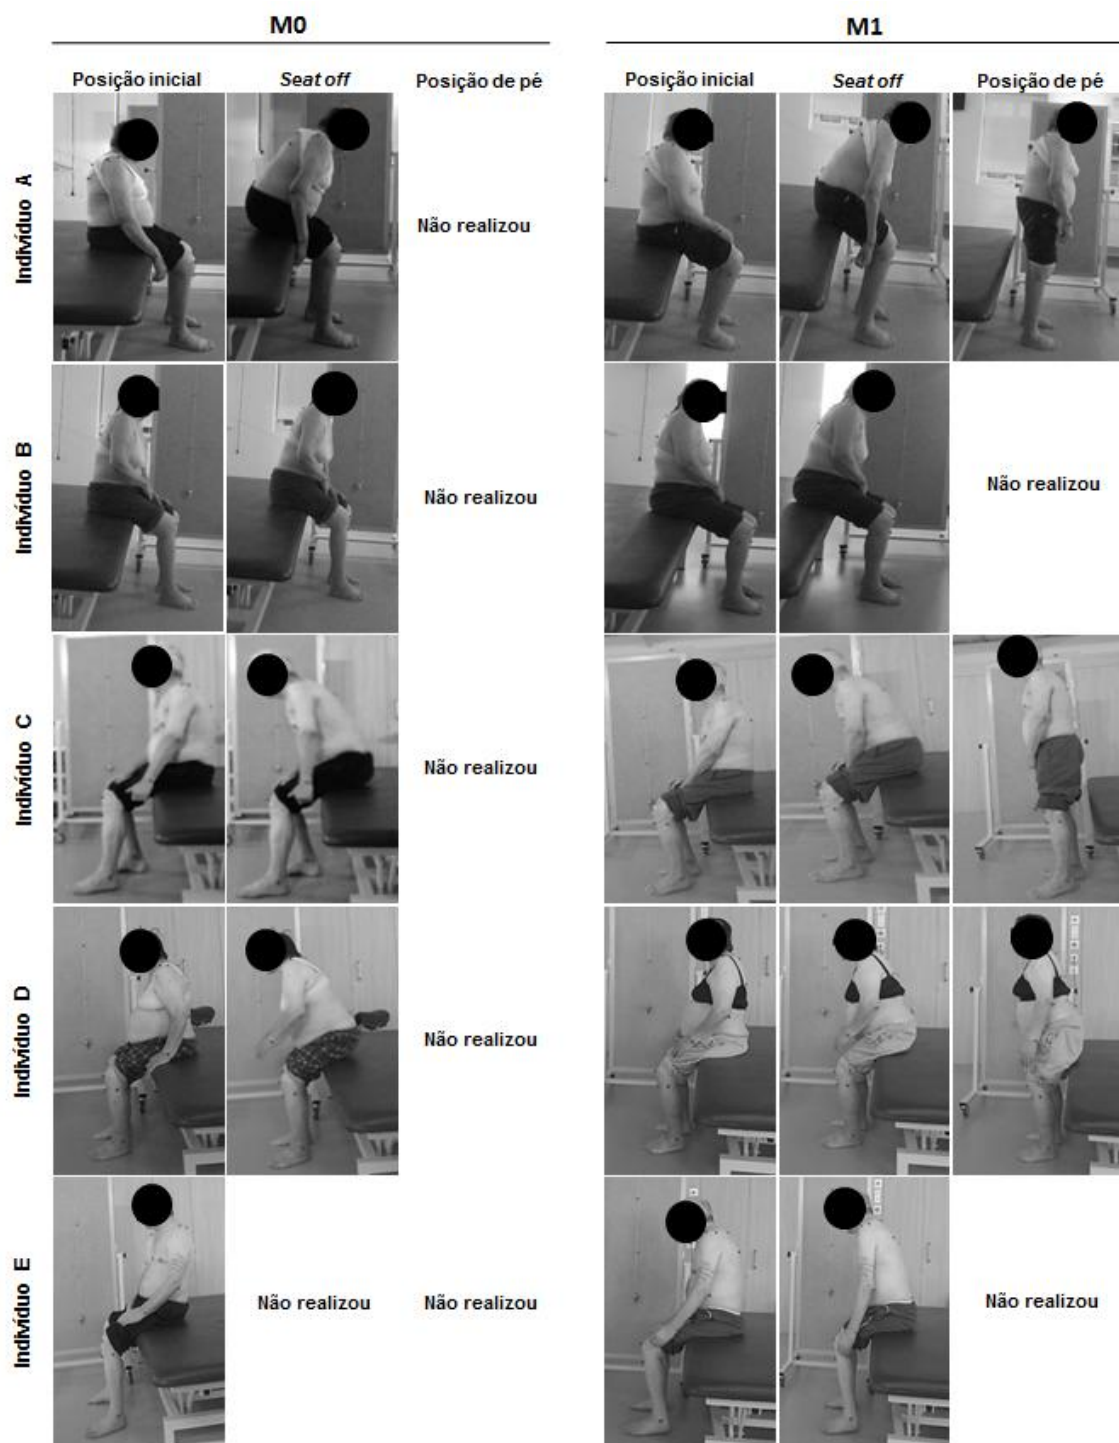 M0
M1
Posição inicial
Seat off
Posição de pé
Posição inicial
Seat off
Posição de pé
Indivíduo A
Não realizou
Indivíduo B
Não realizou
Não realizou
Indivíduo C
Não realizou
Indivíduo D
Não realizou
Indivíduo E
Não realizou
Não realizou
Não realizou